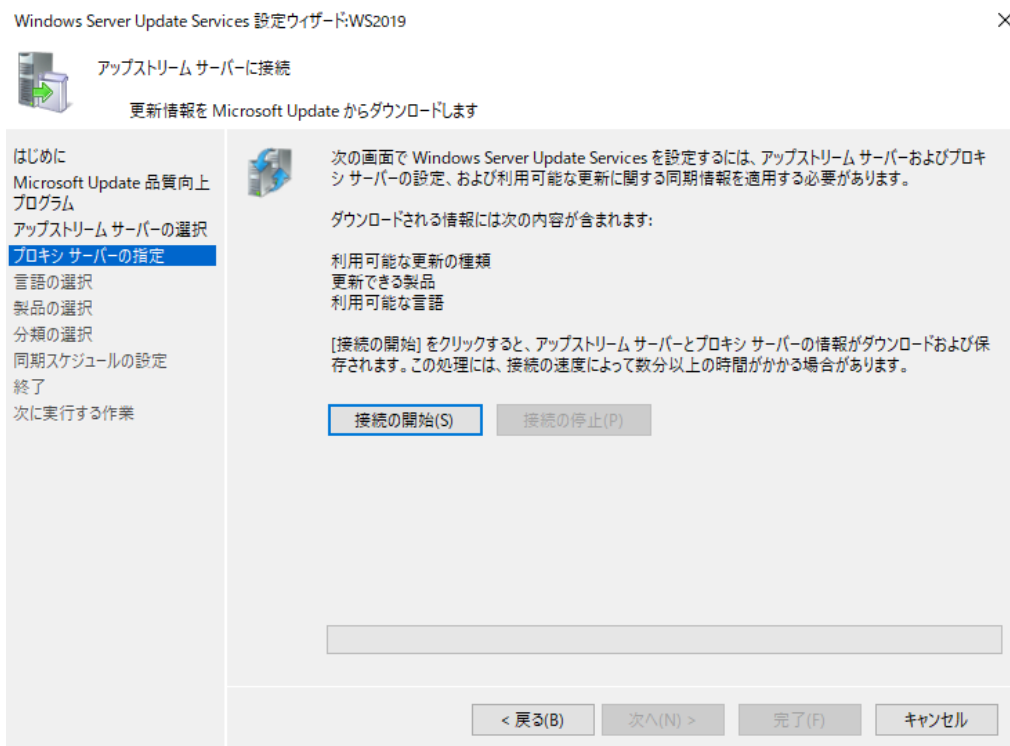 Windows Server Update Services 設定ウィザード:WS2019
アップストリーム サーバーに接続
更新情報を Microsoft Update からダウンロードします
はじめに
Microsoft Update 品質向上
プログラム
アップストリーム サーバーの選択
プロキシ サーバーの指定
言語の選択
製品の選択
分類の選択
同期スケジュールの設定
終了
次に実行する作業
次の画面で Windows Server Update Services を設定するには、アップストリーム サーバーおよびプロキ
シ サーバーの設定、および利用可能な更新に関する同期情報を適用する必要があります。
ダウンロードされる情報には次の内容が含まれます:
利用可能な更新の種類
更新できる製品
利用可能な言語
[接続の開始] をクリックすると、アップストリーム サーバーとプロキシ サーバーの情報がダウンロードおよび保
存されます。この処理には、接続の速度によって数分以上の時間がかかる場合があります。
接続の開始(S)
接続の停止(P)
< 戻る(B)
次へ(N) >
完了(F)
キャンセル